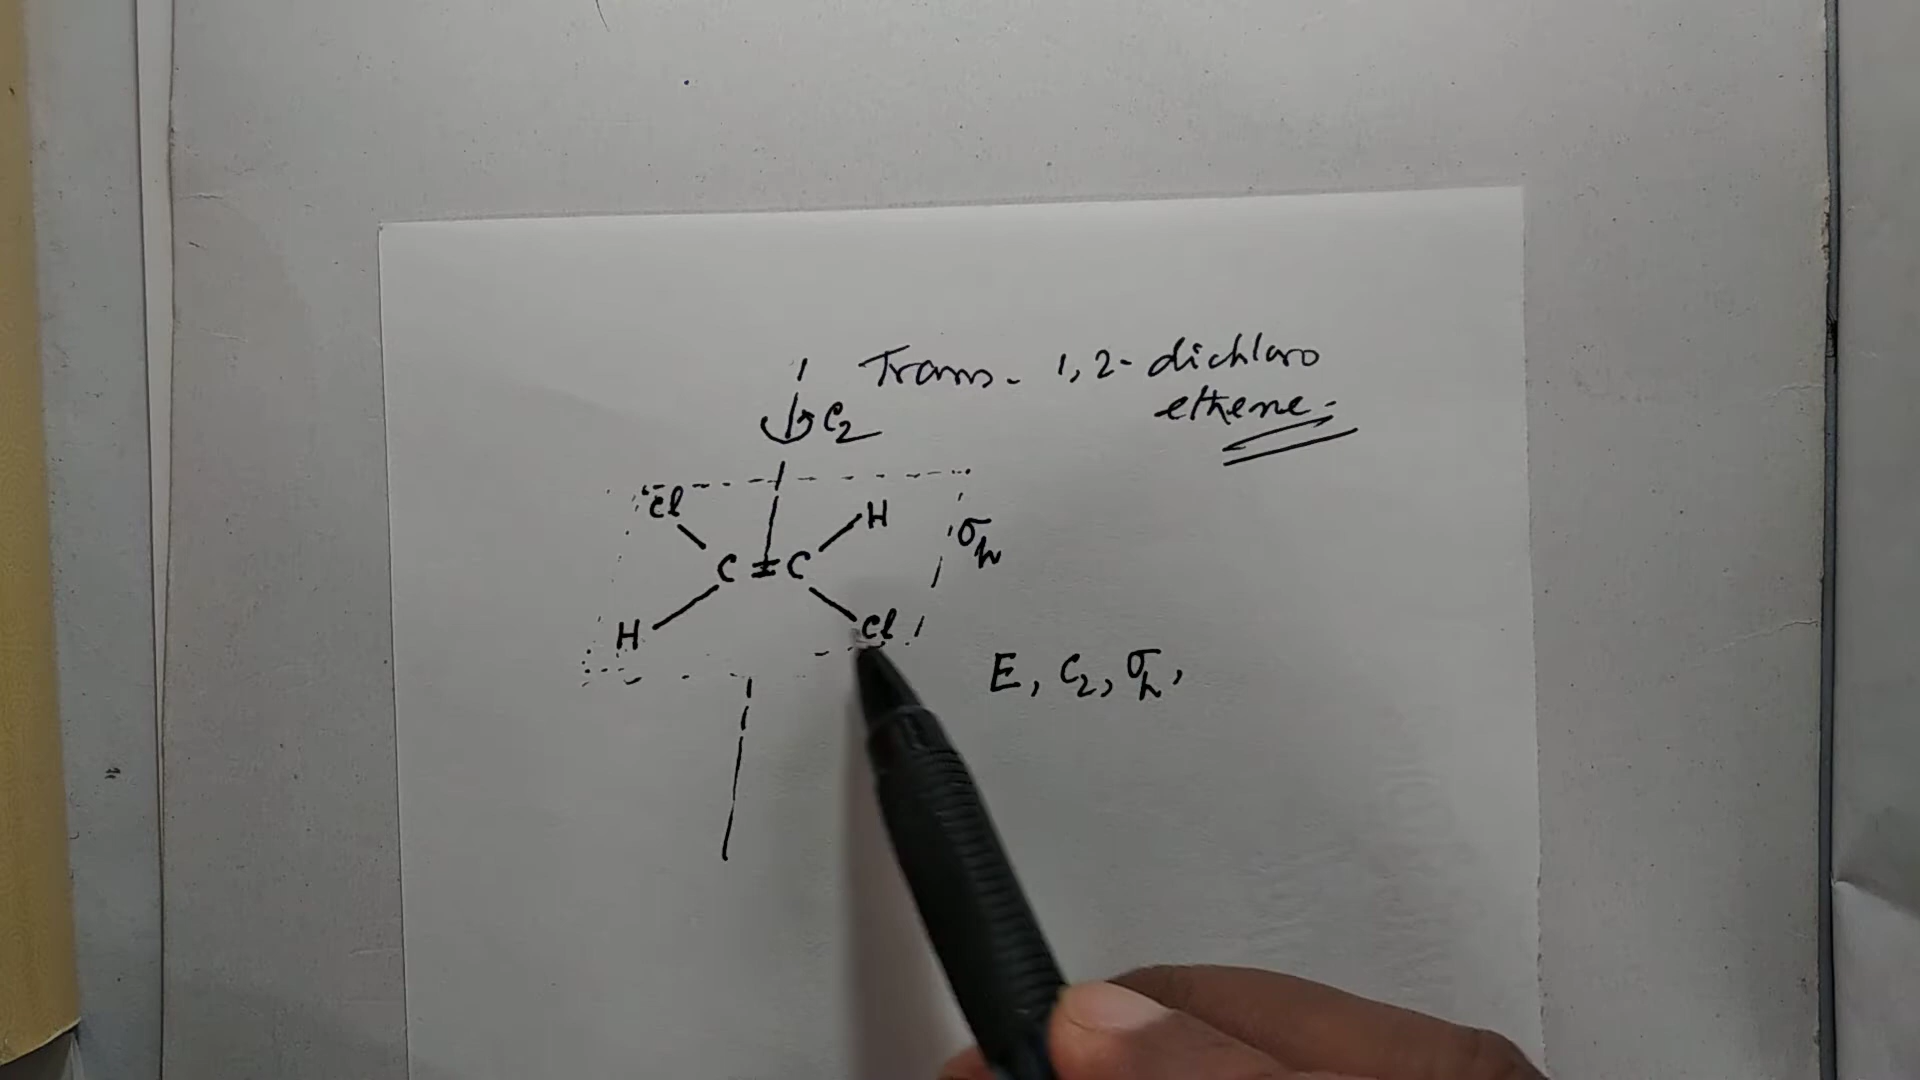 Trans- 1,2-dichloro
ethene-
C₂
Cl
H
σₕ
C=C
H
Cl
E, C₂, σₕ,